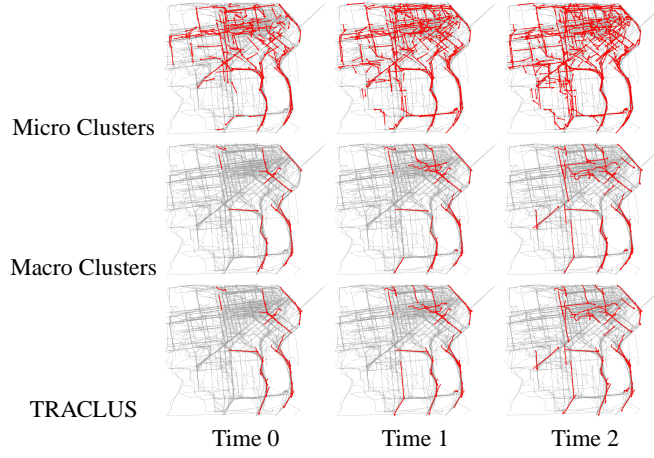 Micro Clusters
Macro Clusters
TRACLUS
Time 0
Time 1
Time 2